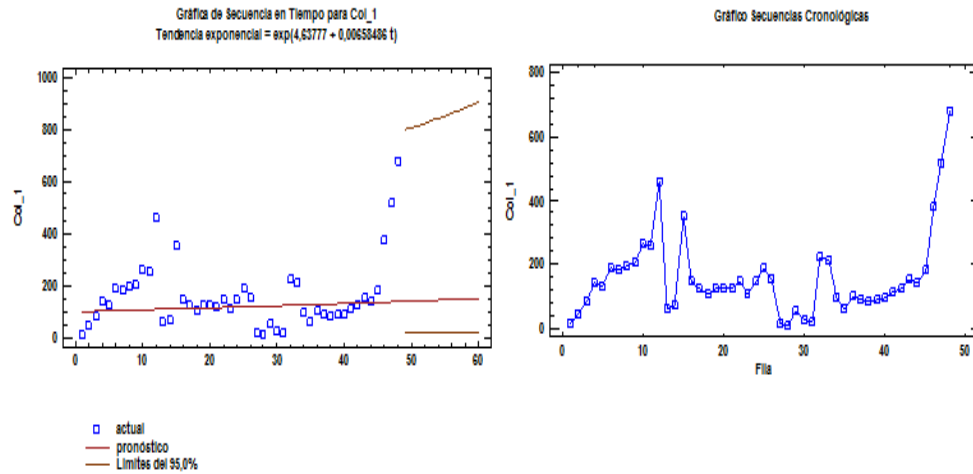 Gráfica de Secuencia en Tiempo para Col_1
Tendencia exponencial = exp(4,63777 + 0,00658486 t)
1000
800
600
400
200
0
Col_1
0 10 20 30 40 50 60
actual
pronóstico
Límites del 95,0%
Gráfico Secuencias Cronológicas
800
600
400
200
0
Col_1
0 10 20 30 40 50
Fila